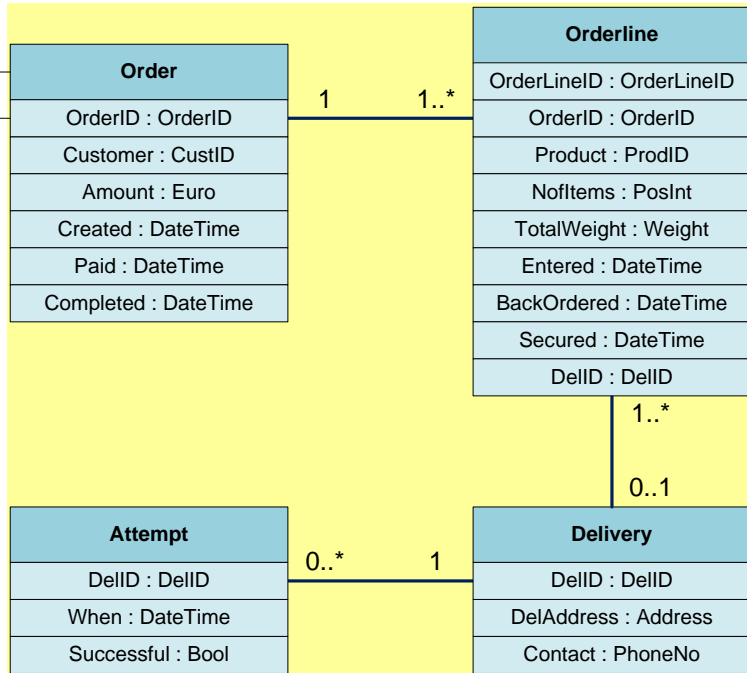 Order
OrderID : OrderID
Customer : CustID
Amount : Euro
Created : DateTime
Paid : DateTime
Completed : DateTime
1
1..*
Orderline
OrderLineID : OrderLineID
OrderID : OrderID
Product : ProdID
NofItems : PosInt
TotalWeight : Weight
Entered : DateTime
BackOrdered : DateTime
Secured : DateTime
DelID : DelID
1..*
0..1
Attempt
DelID : DelID
When : DateTime
Successful : Bool
0..*
1
Delivery
DelID : DelID
DelAddress : Address
Contact : PhoneNo